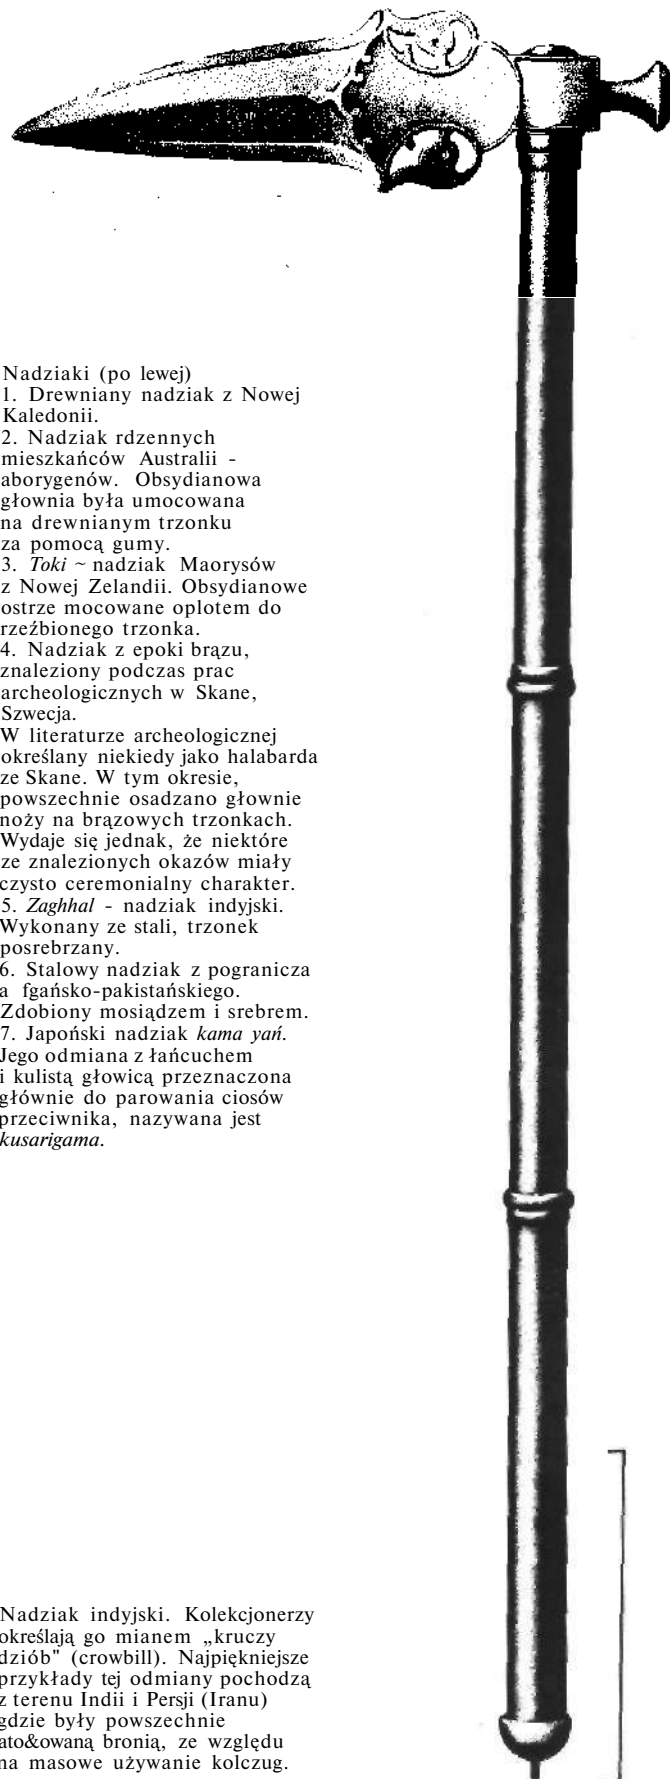 Nadziaki (po lewej)
1. Drewniany nadziak z Nowej
Kaledonii.
2. Nadziak rdzennych
mieszkańców Australii -
aborygenów. Obsydianowa
głownia była umocowana
na drewnianym trzonku
za pomocą gumy.
3. Toki ~ nadziak Maorysów
z Nowej Zelandii. Obsydianowe
ostrze mocowane oplotem do
rzeźbionego trzonka.
4. Nadziak z epoki brązu,
znaleziony podczas prac
archeologicznych w Skane,
Szwecja.
W literaturze archeologicznej
określany niekiedy jako halabarda
ze Skane. W tym okresie,
powszechnie osadzano głownie
noży na brązowych trzonkach.
Wydaje się jednak, że niektóre
ze znalezionych okazów miały
czysto ceremonialny charakter.
5. Zaghhal - nadziak indyjski.
Wykonany ze stali, trzonek
posrebrzany.
6. Stalowy nadziak z pogranicza
a fgańsko-pakistańskiego.
Zdobiony mosiądzem i srebrem.
7. Japoński nadziak kama yań.
Jego odmiana z łańcuchem
i kulistą głowicą przeznaczona
głównie do parowania ciosów
przeciwnika, nazywana jest
kusarigama.
Nadziak indyjski. Kolekcjonerzy
określają go mianem „kruczy
dziób" (crowbill). Najpiękniejsze
przykłady tej odmiany pochodzą
z terenu Indii i Persji (Iranu)
gdzie były powszechnie
ato&owaną bronią, ze względu
na masowe używanie kolczug.